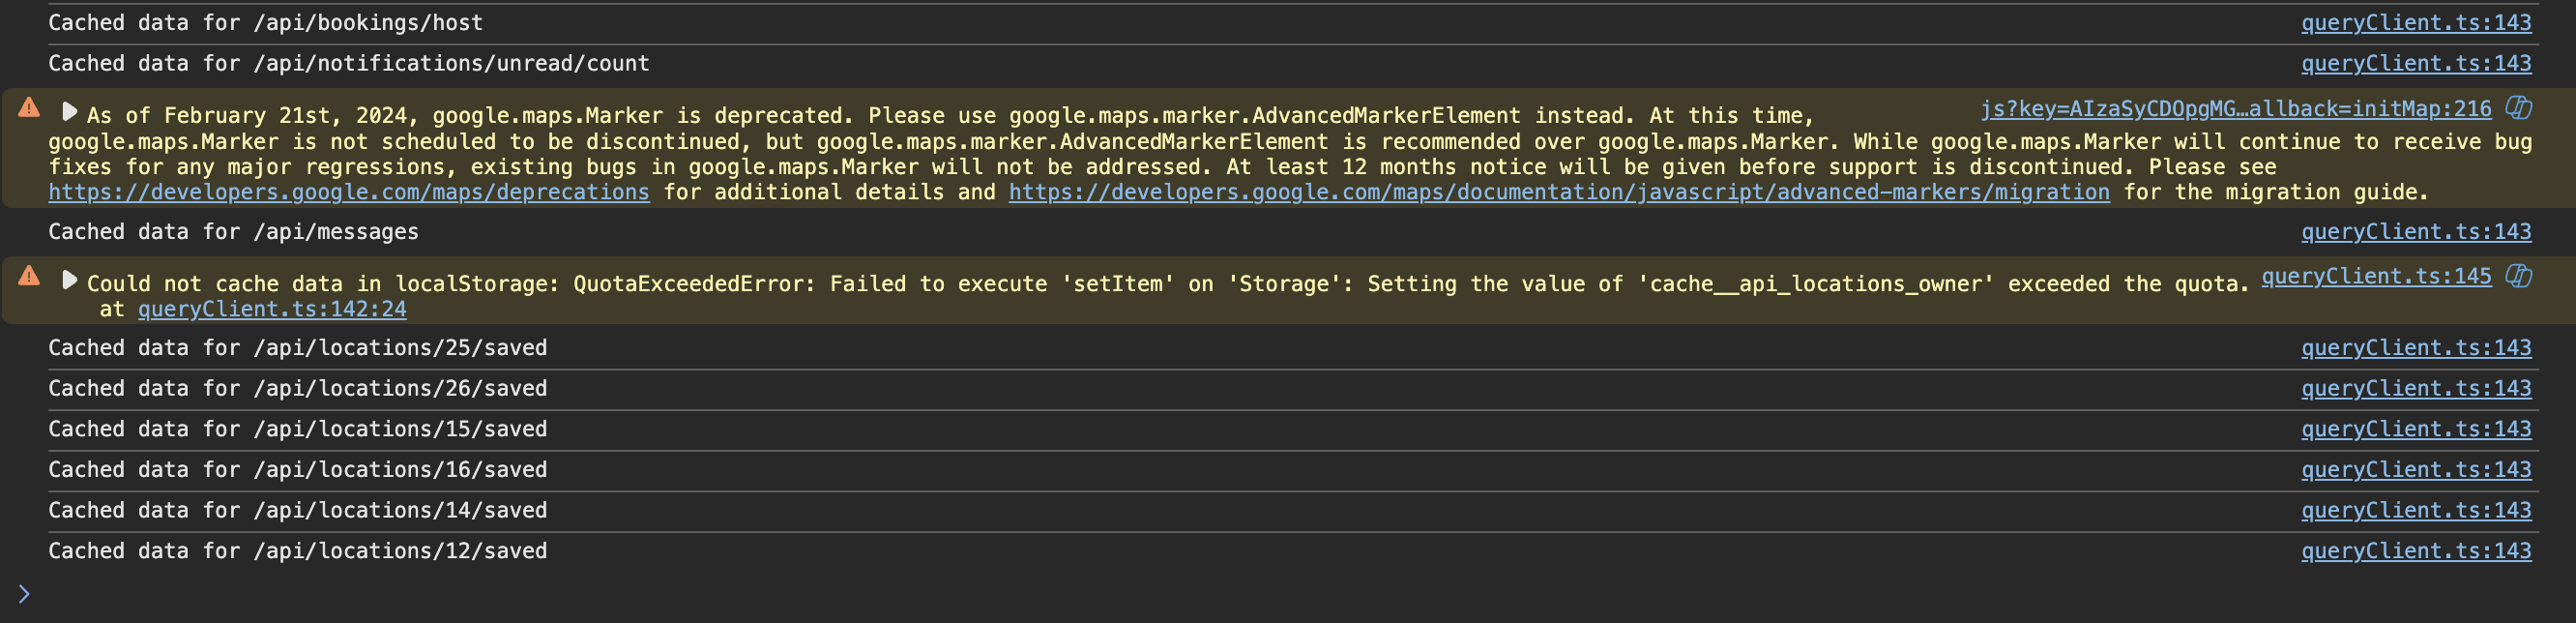 Cached data for /api/bookings/host queryClient.ts:143
Cached data for /api/notifications/unread/count queryClient.ts:143
As of February 21st, 2024, google.maps.Marker is deprecated. Please use google.maps.marker.AdvancedMarkerElement instead. At this time, js?key=AIzaSyCDOpgMG…allback=initMap:216
google.maps.Marker is not scheduled to be discontinued, but google.maps.marker.AdvancedMarkerElement is recommended over google.maps.Marker. While google.maps.Marker will continue to receive bug
fixes for any major regressions, existing bugs in google.maps.Marker will not be addressed. At least 12 months notice will be given before support is discontinued. Please see
https://developers.google.com/maps/deprecations for additional details and https://developers.google.com/maps/documentation/javascript/advanced-markers/migration for the migration guide.
Cached data for /api/messages queryClient.ts:143
Could not cache data in localStorage: QuotaExceededError: Failed to execute 'setItem' on 'Storage': Setting the value of 'cache__api_locations_owner' exceeded the quota. queryClient.ts:145
at queryClient.ts:142:24
Cached data for /api/locations/25/saved queryClient.ts:143
Cached data for /api/locations/26/saved queryClient.ts:143
Cached data for /api/locations/15/saved queryClient.ts:143
Cached data for /api/locations/16/saved queryClient.ts:143
Cached data for /api/locations/14/saved queryClient.ts:143
Cached data for /api/locations/12/saved queryClient.ts:143